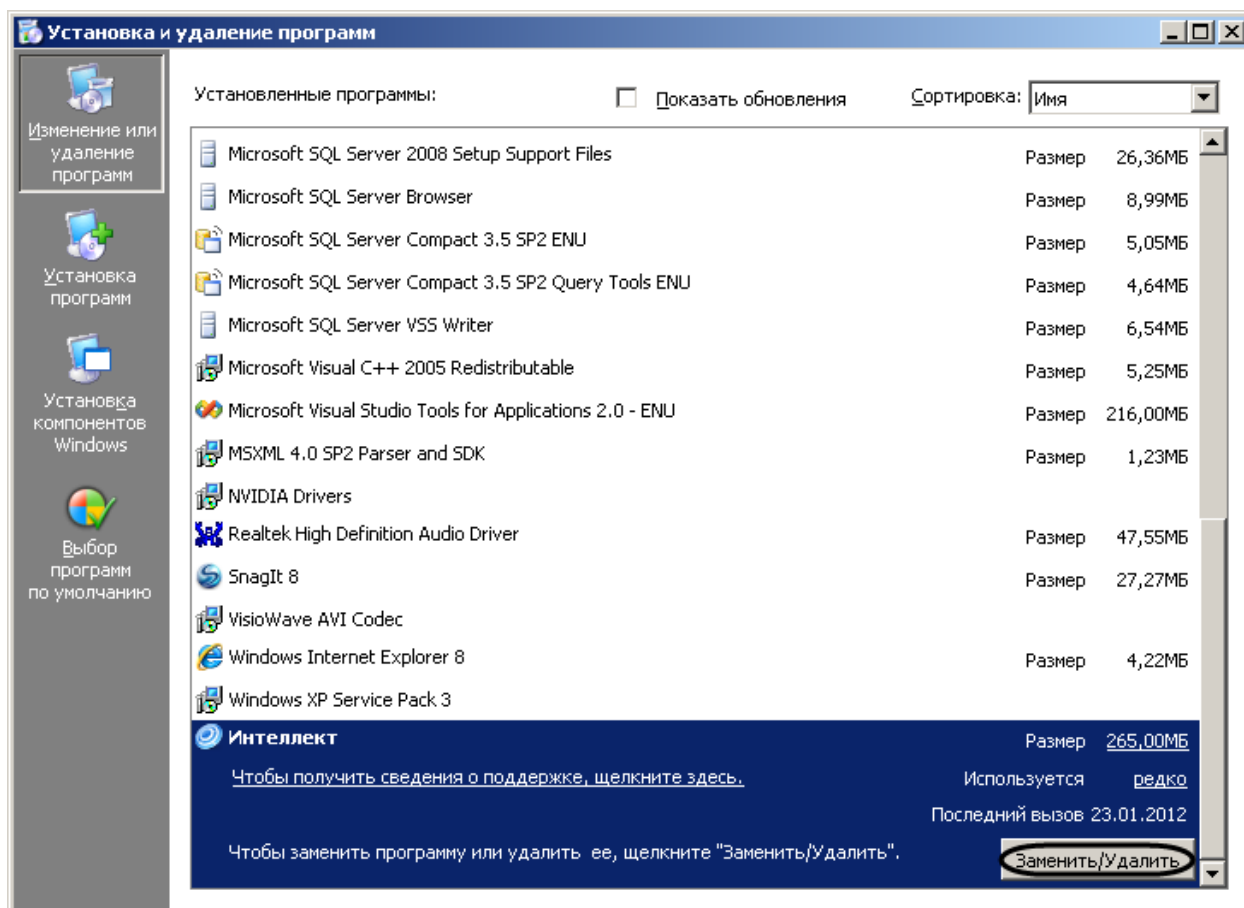 Установка и удаление программ
Изменение или
удаление
программ
Установка
программ
Установка
компонентов
Windows
Выбор
программ
по умолчанию
Установленные программы:
Показать обновления
Сортировка: Имя
Microsoft SQL Server 2008 Setup Support Files Размер 26,36МБ
Microsoft SQL Server Browser Размер 8,99МБ
Microsoft SQL Server Compact 3.5 SP2 ENU Размер 5,05МБ
Microsoft SQL Server Compact 3.5 SP2 Query Tools ENU Размер 4,64МБ
Microsoft SQL Server VSS Writer Размер 6,54МБ
Microsoft Visual C++ 2005 Redistributable Размер 5,25МБ
Microsoft Visual Studio Tools for Applications 2.0 - ENU Размер 216,00МБ
MSXML 4.0 SP2 Parser and SDK Размер 1,23МБ
NVIDIA Drivers
Realtek High Definition Audio Driver Размер 47,55МБ
SnagIt 8 Размер 27,27МБ
VisioWave AVI Codec
Windows Internet Explorer 8 Размер 4,22МБ
Windows XP Service Pack 3
Интеллект Размер 265,00МБ
Чтобы получить сведения о поддержке, щелкните здесь. Используется редко
Последний вызов 23.01.2012
Чтобы заменить программу или удалить ее, щелкните "Заменить/Удалить". Заменить/Удалить